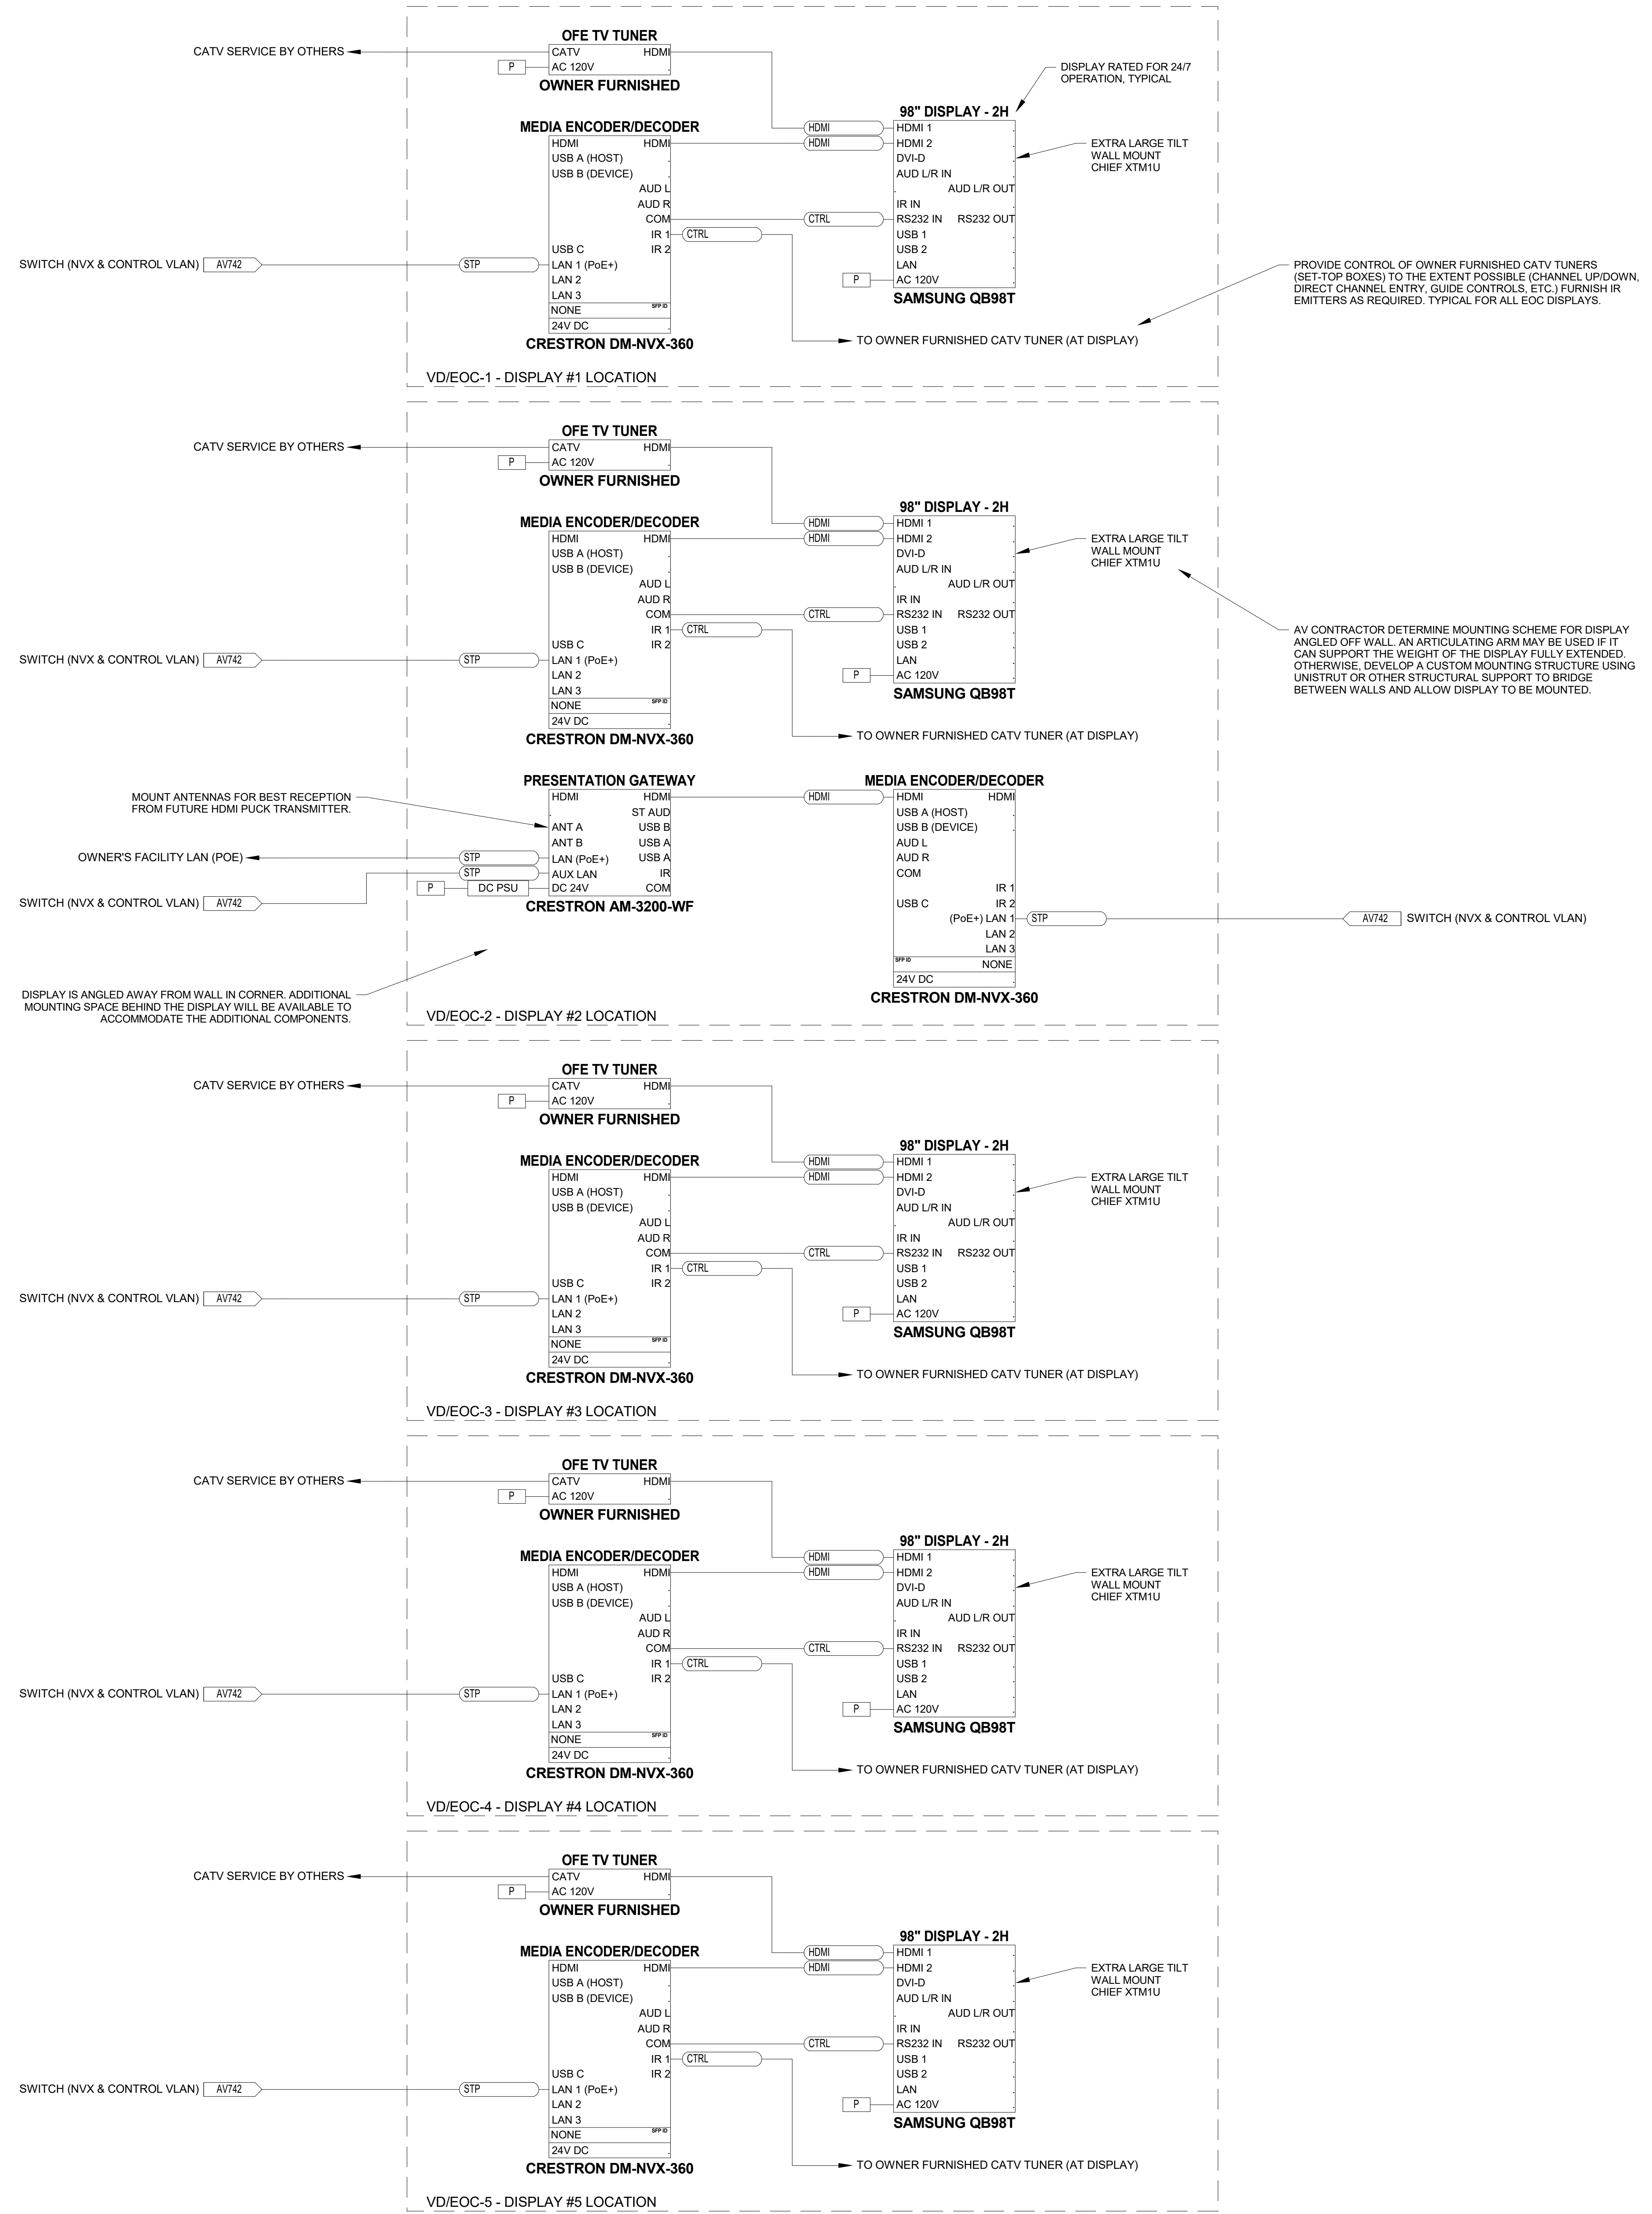 CATV SERVICE BY OTHERS
OFE TV TUNER
CATV HDMI
P AC 120V
OWNER FURNISHED
DISPLAY RATED FOR 24/7
OPERATION, TYPICAL
98" DISPLAY - 2H
HDMI HDMI 1
HDMI HDMI 2
DVI-D
AUD L/R IN
AUD L/R OUT
IR IN
CTRL RS232 IN RS232 OUT
USB 1
USB 2
LAN
P AC 120V
SAMSUNG QB98T
EXTRA LARGE TILT
WALL MOUNT
CHIEF XTM1U
MEDIA ENCODER/DECODER
HDMI HDMI
USB A (HOST)
USB B (DEVICE)
AUD L
AUD R
COM
IR 1 CTRL
USB C IR 2
SWITCH (NVX & CONTROL VLAN) AV742 STP LAN 1 (PoE+)
LAN 2
LAN 3
NONE SFP ID
24V DC
CRESTRON DM-NVX-360
TO OWNER FURNISHED CATV TUNER (AT DISPLAY)
PROVIDE CONTROL OF OWNER FURNISHED CATV TUNERS
(SET-TOP BOXES) TO THE EXTENT POSSIBLE (CHANNEL UP/DOWN,
DIRECT CHANNEL ENTRY, GUIDE CONTROLS, ETC.) FURNISH IR
EMITTERS AS REQUIRED. TYPICAL FOR ALL EOC DISPLAYS.
VD/EOC-1 - DISPLAY #1 LOCATION
CATV SERVICE BY OTHERS
OFE TV TUNER
CATV HDMI
P AC 120V
OWNER FURNISHED
98" DISPLAY - 2H
HDMI HDMI 1
HDMI HDMI 2
DVI-D
AUD L/R IN
AUD L/R OUT
IR IN
CTRL RS232 IN RS232 OUT
USB 1
USB 2
LAN
P AC 120V
SAMSUNG QB98T
EXTRA LARGE TILT
WALL MOUNT
CHIEF XTM1U
MEDIA ENCODER/DECODER
HDMI HDMI
USB A (HOST)
USB B (DEVICE)
AUD L
AUD R
COM
IR 1 CTRL
USB C IR 2
SWITCH (NVX & CONTROL VLAN) AV742 STP LAN 1 (PoE+)
LAN 2
LAN 3
NONE SFP ID
24V DC
CRESTRON DM-NVX-360
TO OWNER FURNISHED CATV TUNER (AT DISPLAY)
AV CONTRACTOR DETERMINE MOUNTING SCHEME FOR DISPLAY
ANGLED OFF WALL. AN ARTICULATING ARM MAY BE USED IF IT
CAN SUPPORT THE WEIGHT OF THE DISPLAY FULLY EXTENDED.
OTHERWISE, DEVELOP A CUSTOM MOUNTING STRUCTURE USING
UNISTRUT OR OTHER STRUCTURAL SUPPORT TO BRIDGE
BETWEEN WALLS AND ALLOW DISPLAY TO BE MOUNTED.
MOUNT ANTENNAS FOR BEST RECEPTION
FROM FUTURE HDMI PUCK TRANSMITTER.
PRESENTATION GATEWAY
HDMI HDMI HDMI
ST AUD
ANT A USB B
ANT B USB A
OWNER'S FACILITY LAN (POE) STP LAN (PoE+) USB A
STP AUX LAN IR
P DC PSU DC 24V COM
SWITCH (NVX & CONTROL VLAN) AV742
CRESTRON AM-3200-WF
MEDIA ENCODER/DECODER
HDMI HDMI
USB A (HOST)
USB B (DEVICE)
AUD L
AUD R
COM
IR 1
USB C IR 2
(PoE+) LAN 1 STP AV742 SWITCH (NVX & CONTROL VLAN)
LAN 2
LAN 3
SFP ID NONE
24V DC
CRESTRON DM-NVX-360
DISPLAY IS ANGLED AWAY FROM WALL IN CORNER. ADDITIONAL
MOUNTING SPACE BEHIND THE DISPLAY WILL BE AVAILABLE TO
ACCOMMODATE THE ADDITIONAL COMPONENTS.
VD/EOC-2 - DISPLAY #2 LOCATION
CATV SERVICE BY OTHERS
OFE TV TUNER
CATV HDMI
P AC 120V
OWNER FURNISHED
98" DISPLAY - 2H
HDMI HDMI 1
HDMI HDMI 2
DVI-D
AUD L/R IN
AUD L/R OUT
IR IN
CTRL RS232 IN RS232 OUT
USB 1
USB 2
LAN
P AC 120V
SAMSUNG QB98T
EXTRA LARGE TILT
WALL MOUNT
CHIEF XTM1U
MEDIA ENCODER/DECODER
HDMI HDMI
USB A (HOST)
USB B (DEVICE)
AUD L
AUD R
COM
IR 1 CTRL
USB C IR 2
SWITCH (NVX & CONTROL VLAN) AV742 STP LAN 1 (PoE+)
LAN 2
LAN 3
NONE SFP ID
24V DC
CRESTRON DM-NVX-360
TO OWNER FURNISHED CATV TUNER (AT DISPLAY)
VD/EOC-3 - DISPLAY #3 LOCATION
CATV SERVICE BY OTHERS
OFE TV TUNER
CATV HDMI
P AC 120V
OWNER FURNISHED
98" DISPLAY - 2H
HDMI HDMI 1
HDMI HDMI 2
DVI-D
AUD L/R IN
AUD L/R OUT
IR IN
CTRL RS232 IN RS232 OUT
USB 1
USB 2
LAN
P AC 120V
SAMSUNG QB98T
EXTRA LARGE TILT
WALL MOUNT
CHIEF XTM1U
MEDIA ENCODER/DECODER
HDMI HDMI
USB A (HOST)
USB B (DEVICE)
AUD L
AUD R
COM
IR 1 CTRL
USB C IR 2
SWITCH (NVX & CONTROL VLAN) AV742 STP LAN 1 (PoE+)
LAN 2
LAN 3
NONE SFP ID
24V DC
CRESTRON DM-NVX-360
TO OWNER FURNISHED CATV TUNER (AT DISPLAY)
VD/EOC-4 - DISPLAY #4 LOCATION
CATV SERVICE BY OTHERS
OFE TV TUNER
CATV HDMI
P AC 120V
OWNER FURNISHED
98" DISPLAY - 2H
HDMI HDMI 1
HDMI HDMI 2
DVI-D
AUD L/R IN
AUD L/R OUT
IR IN
CTRL RS232 IN RS232 OUT
USB 1
USB 2
LAN
P AC 120V
SAMSUNG QB98T
EXTRA LARGE TILT
WALL MOUNT
CHIEF XTM1U
MEDIA ENCODER/DECODER
HDMI HDMI
USB A (HOST)
USB B (DEVICE)
AUD L
AUD R
COM
IR 1 CTRL
USB C IR 2
SWITCH (NVX & CONTROL VLAN) AV742 STP LAN 1 (PoE+)
LAN 2
LAN 3
NONE SFP ID
24V DC
CRESTRON DM-NVX-360
TO OWNER FURNISHED CATV TUNER (AT DISPLAY)
VD/EOC-5 - DISPLAY #5 LOCATION